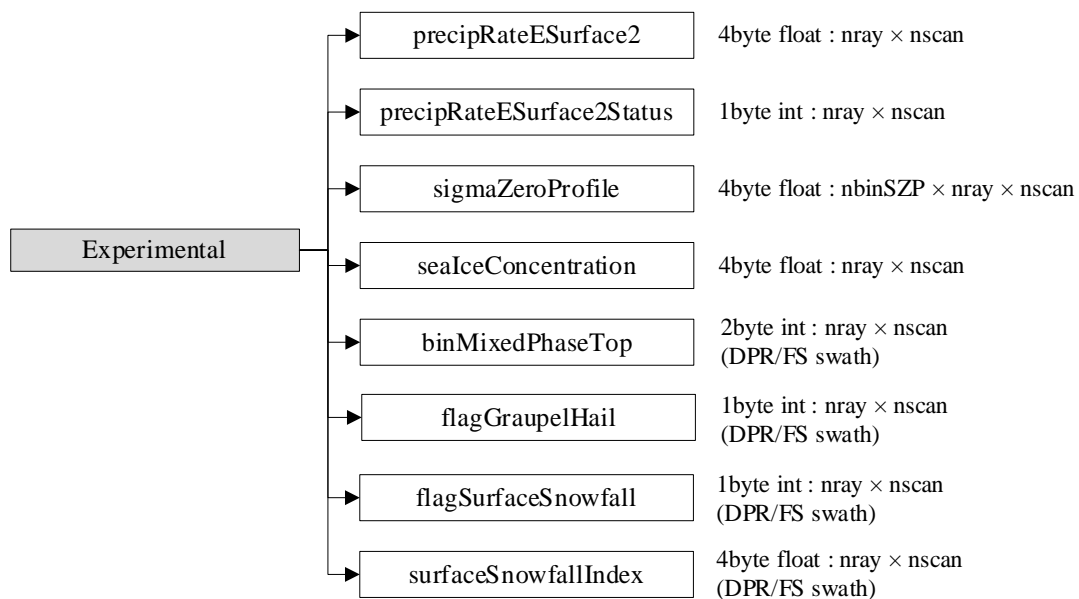 precipRateESurface2
4byte float : nray × nscan
precipRateESurface2Status
1byte int : nray × nscan
sigmaZeroProfile
4byte float : nbinSZP × nray × nscan
Experimental
seaIceConcentration
4byte float : nray × nscan
binMixedPhaseTop
2byte int : nray × nscan
(DPR/FS swath)
flagGraupelHail
1byte int : nray × nscan
(DPR/FS swath)
flagSurfaceSnowfall
1byte int : nray × nscan
(DPR/FS swath)
surfaceSnowfallIndex
4byte float : nray × nscan
(DPR/FS swath)